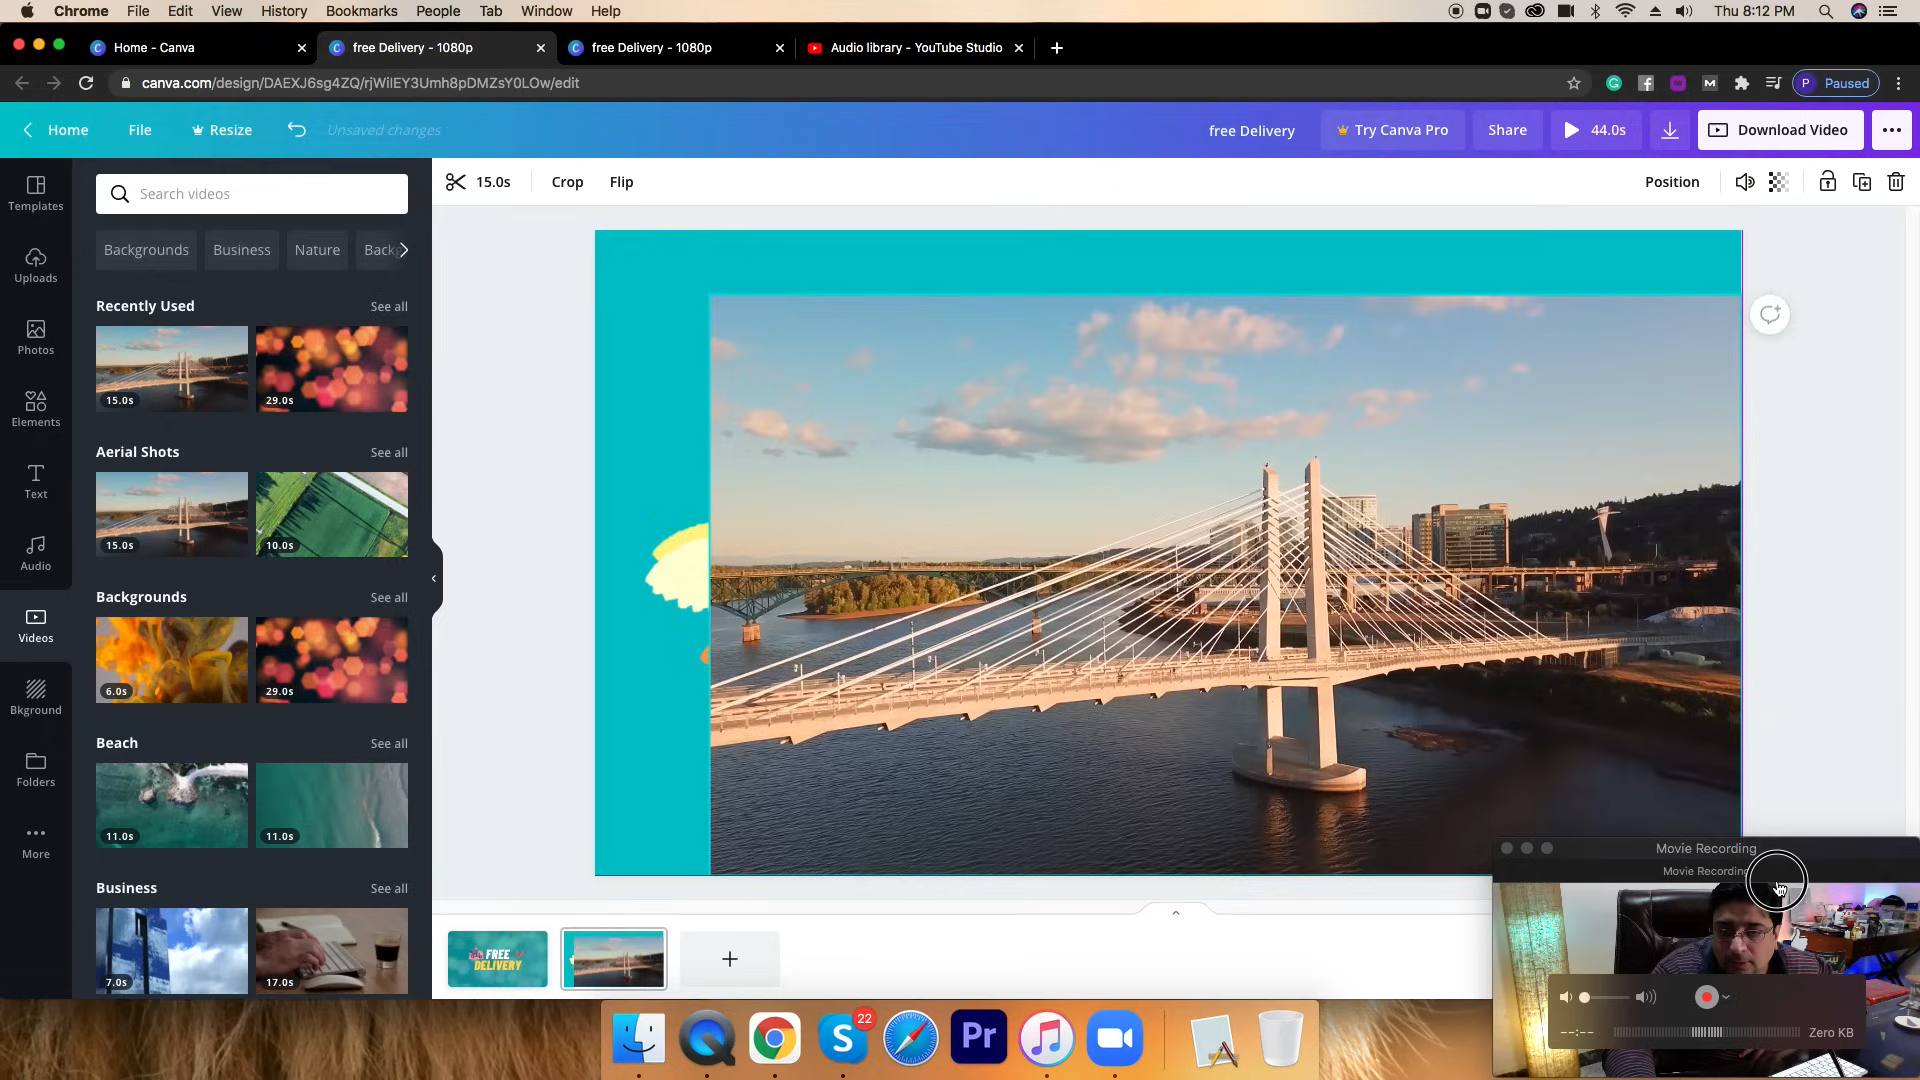 Chrome File Edit View History Bookmarks People Tab Window Help Thu 8:12 PM
Home - Canva free Delivery - 1080p free Delivery - 1080p Audio library - YouTube Studio
canva.com/design/DAEXJ6sg4ZQ/rjWilEY3Umh8pDMZsY0LOw/edit P Paused
Home File Resize Unsaved changes free Delivery Try Canva Pro Share 44.0s Download Video
Templates
Uploads
Photos
Elements
Text
Audio
Videos
Bkground
Folders
More
Search videos
Backgrounds Business Nature Backg
Recently Used See all
15.0s 29.0s
Aerial Shots See all
15.0s 10.0s
Backgrounds See all
6.0s 29.0s
Beach See all
11.0s 11.0s
Business See all
7.0s 17.0s
15.0s Crop Flip Position
FREE
DELIVERY
Movie Recording
Movie Recording
--:-- Zero KB
22
S
Pr